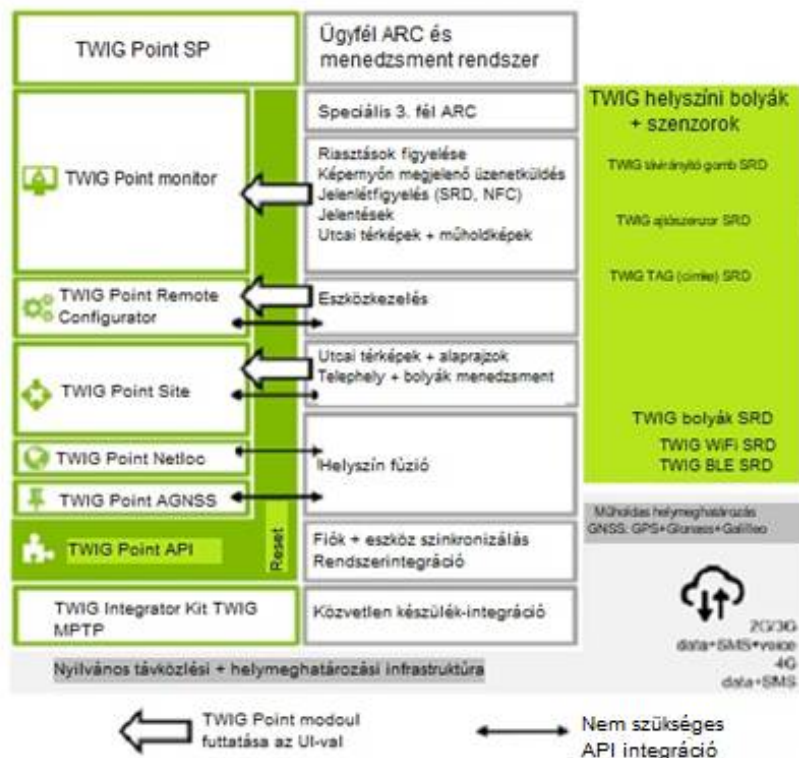 TWIG Point SP
Ügyfél ARC és
menedzsment rendszer
TWIG Point monitor
Speciális 3. fél ARC
Riasztások figyelése
Képernyőn megjelenő üzenetküldés
Jelenlétfigyelés (SRD, NFC)
Jelentések
Utcai térképek + műholdképek
TWIG Point Remote
Configurator
Eszközkezelés
TWIG Point Site
Utcai térképek + alaprajzok
Telephely + bolyák menedzsment
TWIG Point Netloc
TWIG Point AGNSS
Helyszín fúzió
TWIG Point API
Reset
Fiók + eszköz szinkronizálás
Rendszerintegráció
TWIG Integrator Kit TWIG
MPTP
Közvetlen készülék-integráció
Nyilvános távközlési + helymeghatározási infrastruktúra
TWIG helyszíni bolyák
+ szenzorok
TWIG távirányító gomb SRD
TWIG ajtószenzor SRD
TWIG TAG (címke) SRD
TWIG bolyák SRD
TWIG WiFi SRD
TWIG BLE SRD
Műholdas helymeghatározás
GNSS: GPS+Glonass+Galilleo
2G/3G
data+SMS+voice
4G
data+SMS
TWIG Point modoul
futtatása az UI-val
Nem szükséges
API integráció